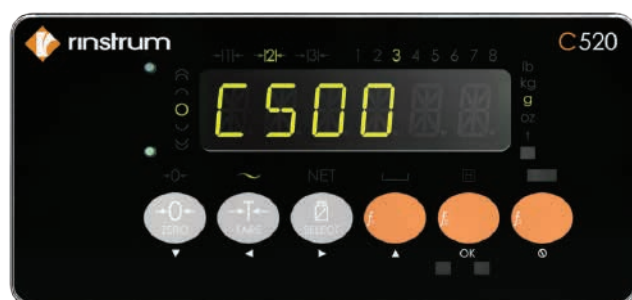 rinstrum C520
→|1|← →|2|← →|3|← 1 2 3 4 5 6 7 8
C500
lb
kg
g
oz
t
→0← ~ NET
→0← →T←
ZERO TARE SELECT
OK